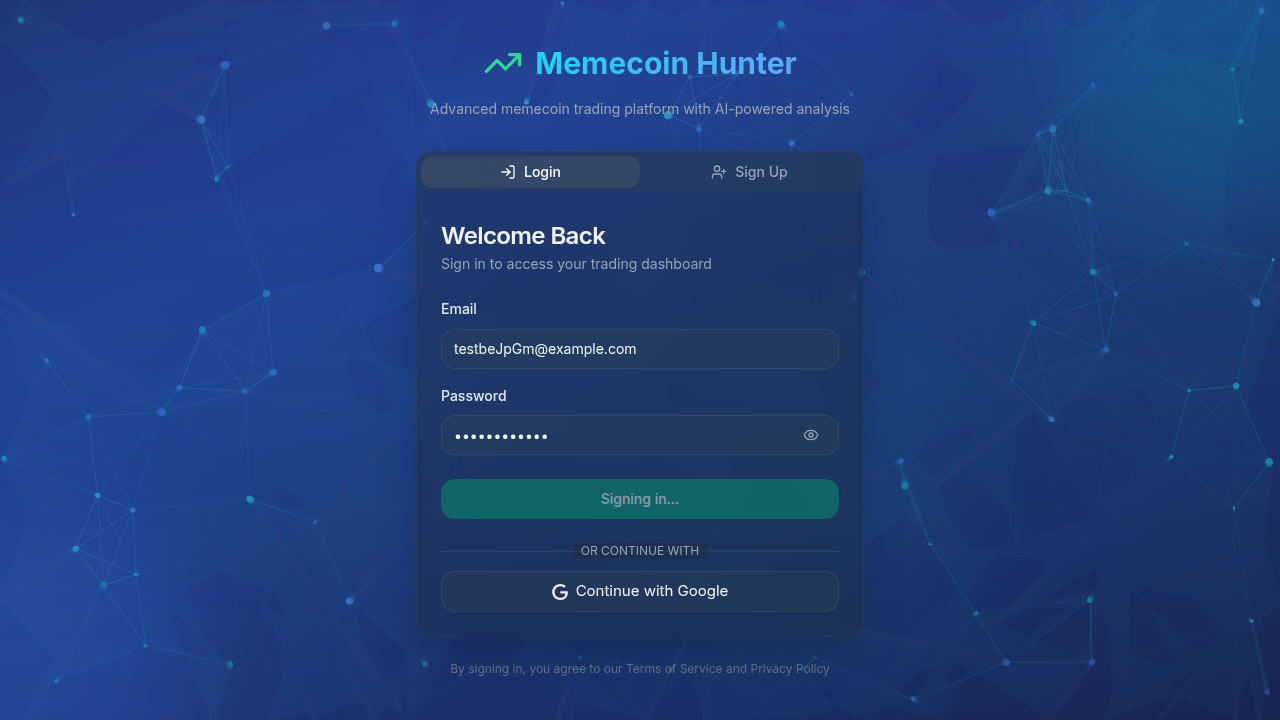 Memecoin Hunter
Advanced memecoin trading platform with AI-powered analysis
Login
Sign Up
Welcome Back
Sign in to access your trading dashboard
Email
testbeJpGm@example.com
Password
••••••••••••
Signing in...
OR CONTINUE WITH
Continue with Google
By signing in, you agree to our Terms of Service and Privacy Policy